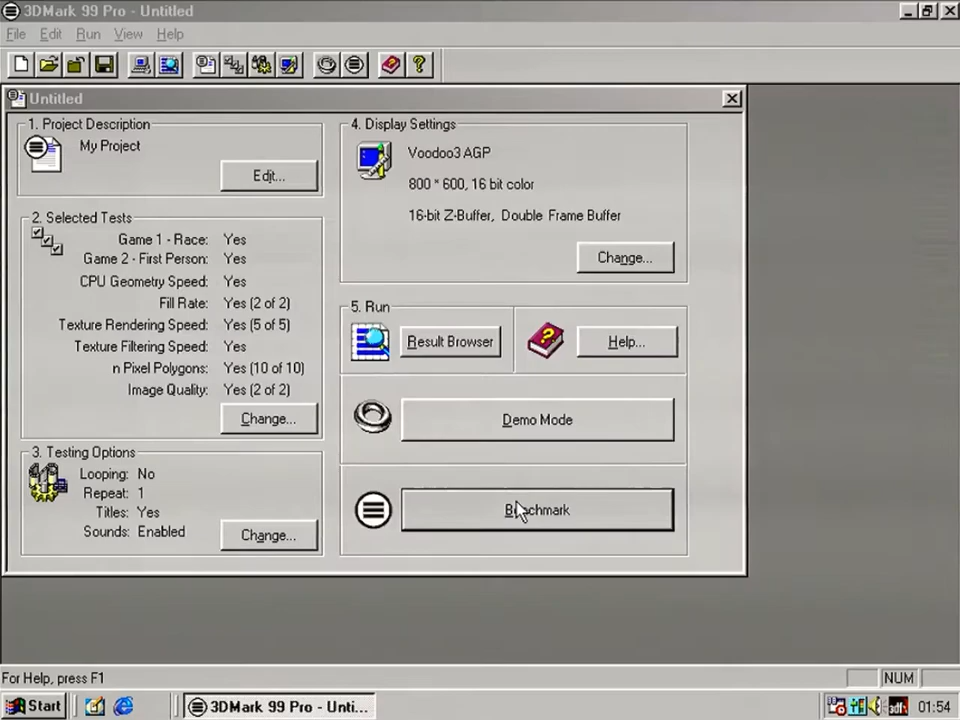 3DMark 99 Pro - Untitled
File Edit Run View Help
Untitled
1. Project Description
My Project
Edit...
2. Selected Tests
Game 1 - Race: Yes
Game 2 - First Person: Yes
CPU Geometry Speed: Yes
Fill Rate: Yes (2 of 2)
Texture Rendering Speed: Yes (5 of 5)
Texture Filtering Speed: Yes
n Pixel Polygons: Yes (10 of 10)
Image Quality: Yes (2 of 2)
Change...
3. Testing Options
Looping: No
Repeat: 1
Titles: Yes
Sounds: Enabled
Change...
4. Display Settings
Voodoo3 AGP
800 * 600, 16 bit color
16-bit Z-Buffer, Double Frame Buffer
Change...
5. Run
Result Browser
Help...
Demo Mode
Benchmark
For Help, press F1
NUM
Start
3DMark 99 Pro - Unti...
3dfx
01:54